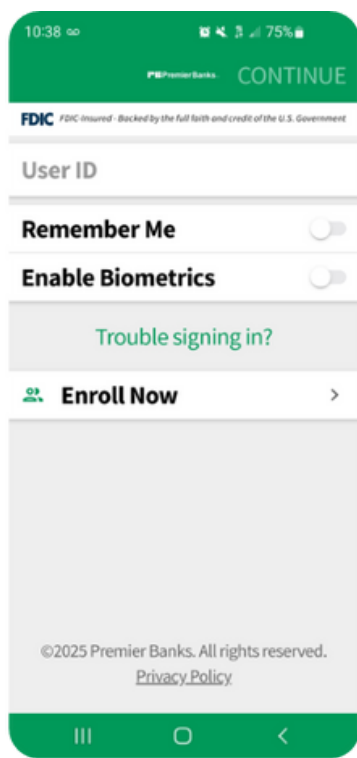 10:38 75%
Premier Banks. CONTINUE
FDIC FDIC-Insured - Backed by the full faith and credit of the U.S. Government
User ID
Remember Me
Enable Biometrics
Trouble signing in?
Enroll Now
©2025 Premier Banks. All rights reserved.
Privacy Policy